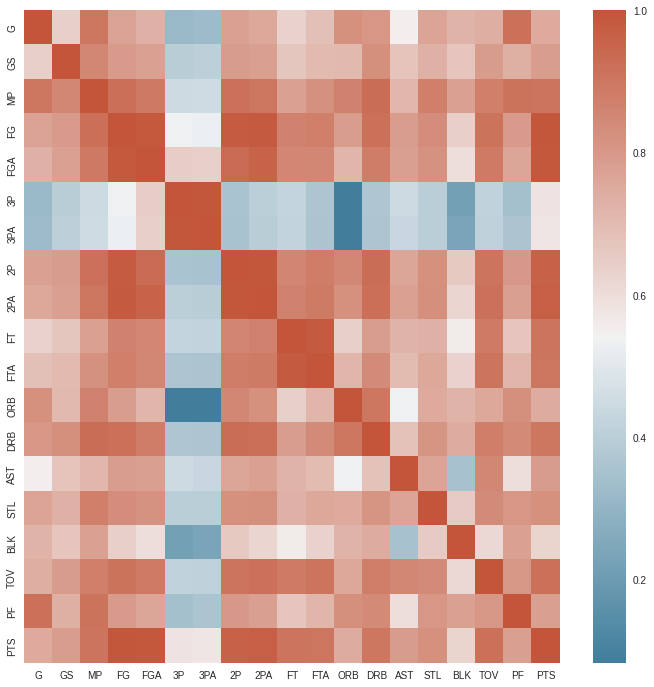 G
GS
MP
FG
FGA
3P
3PA
2P
2PA
FT
FTA
ORB
DRB
AST
STL
BLK
TOV
PF
PTS
G GS MP FG FGA 3P 3PA 2P 2PA FT FTA ORB DRB AST STL BLK TOV PF PTS
1.0
0.8
0.6
0.4
0.2